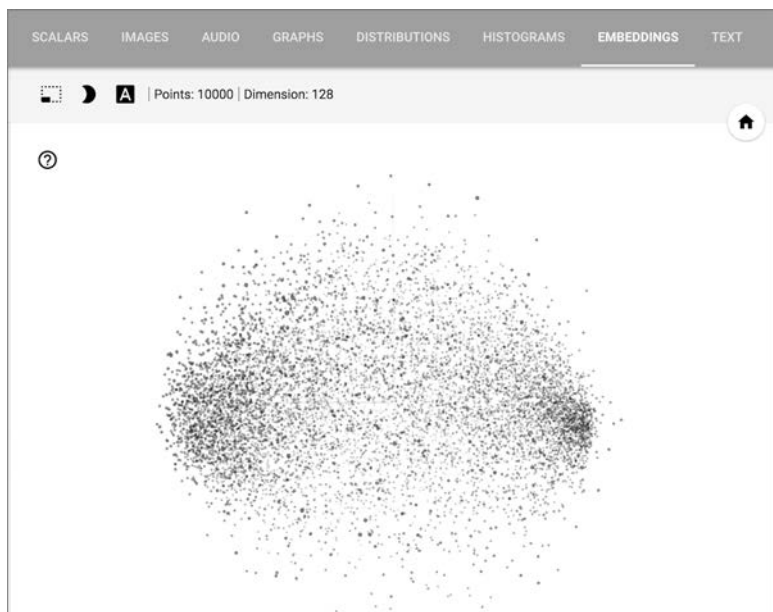 SCALARS IMAGES AUDIO GRAPHS DISTRIBUTIONS HISTOGRAMS EMBEDDINGS TEXT
A | Points: 10000 | Dimension: 128
?